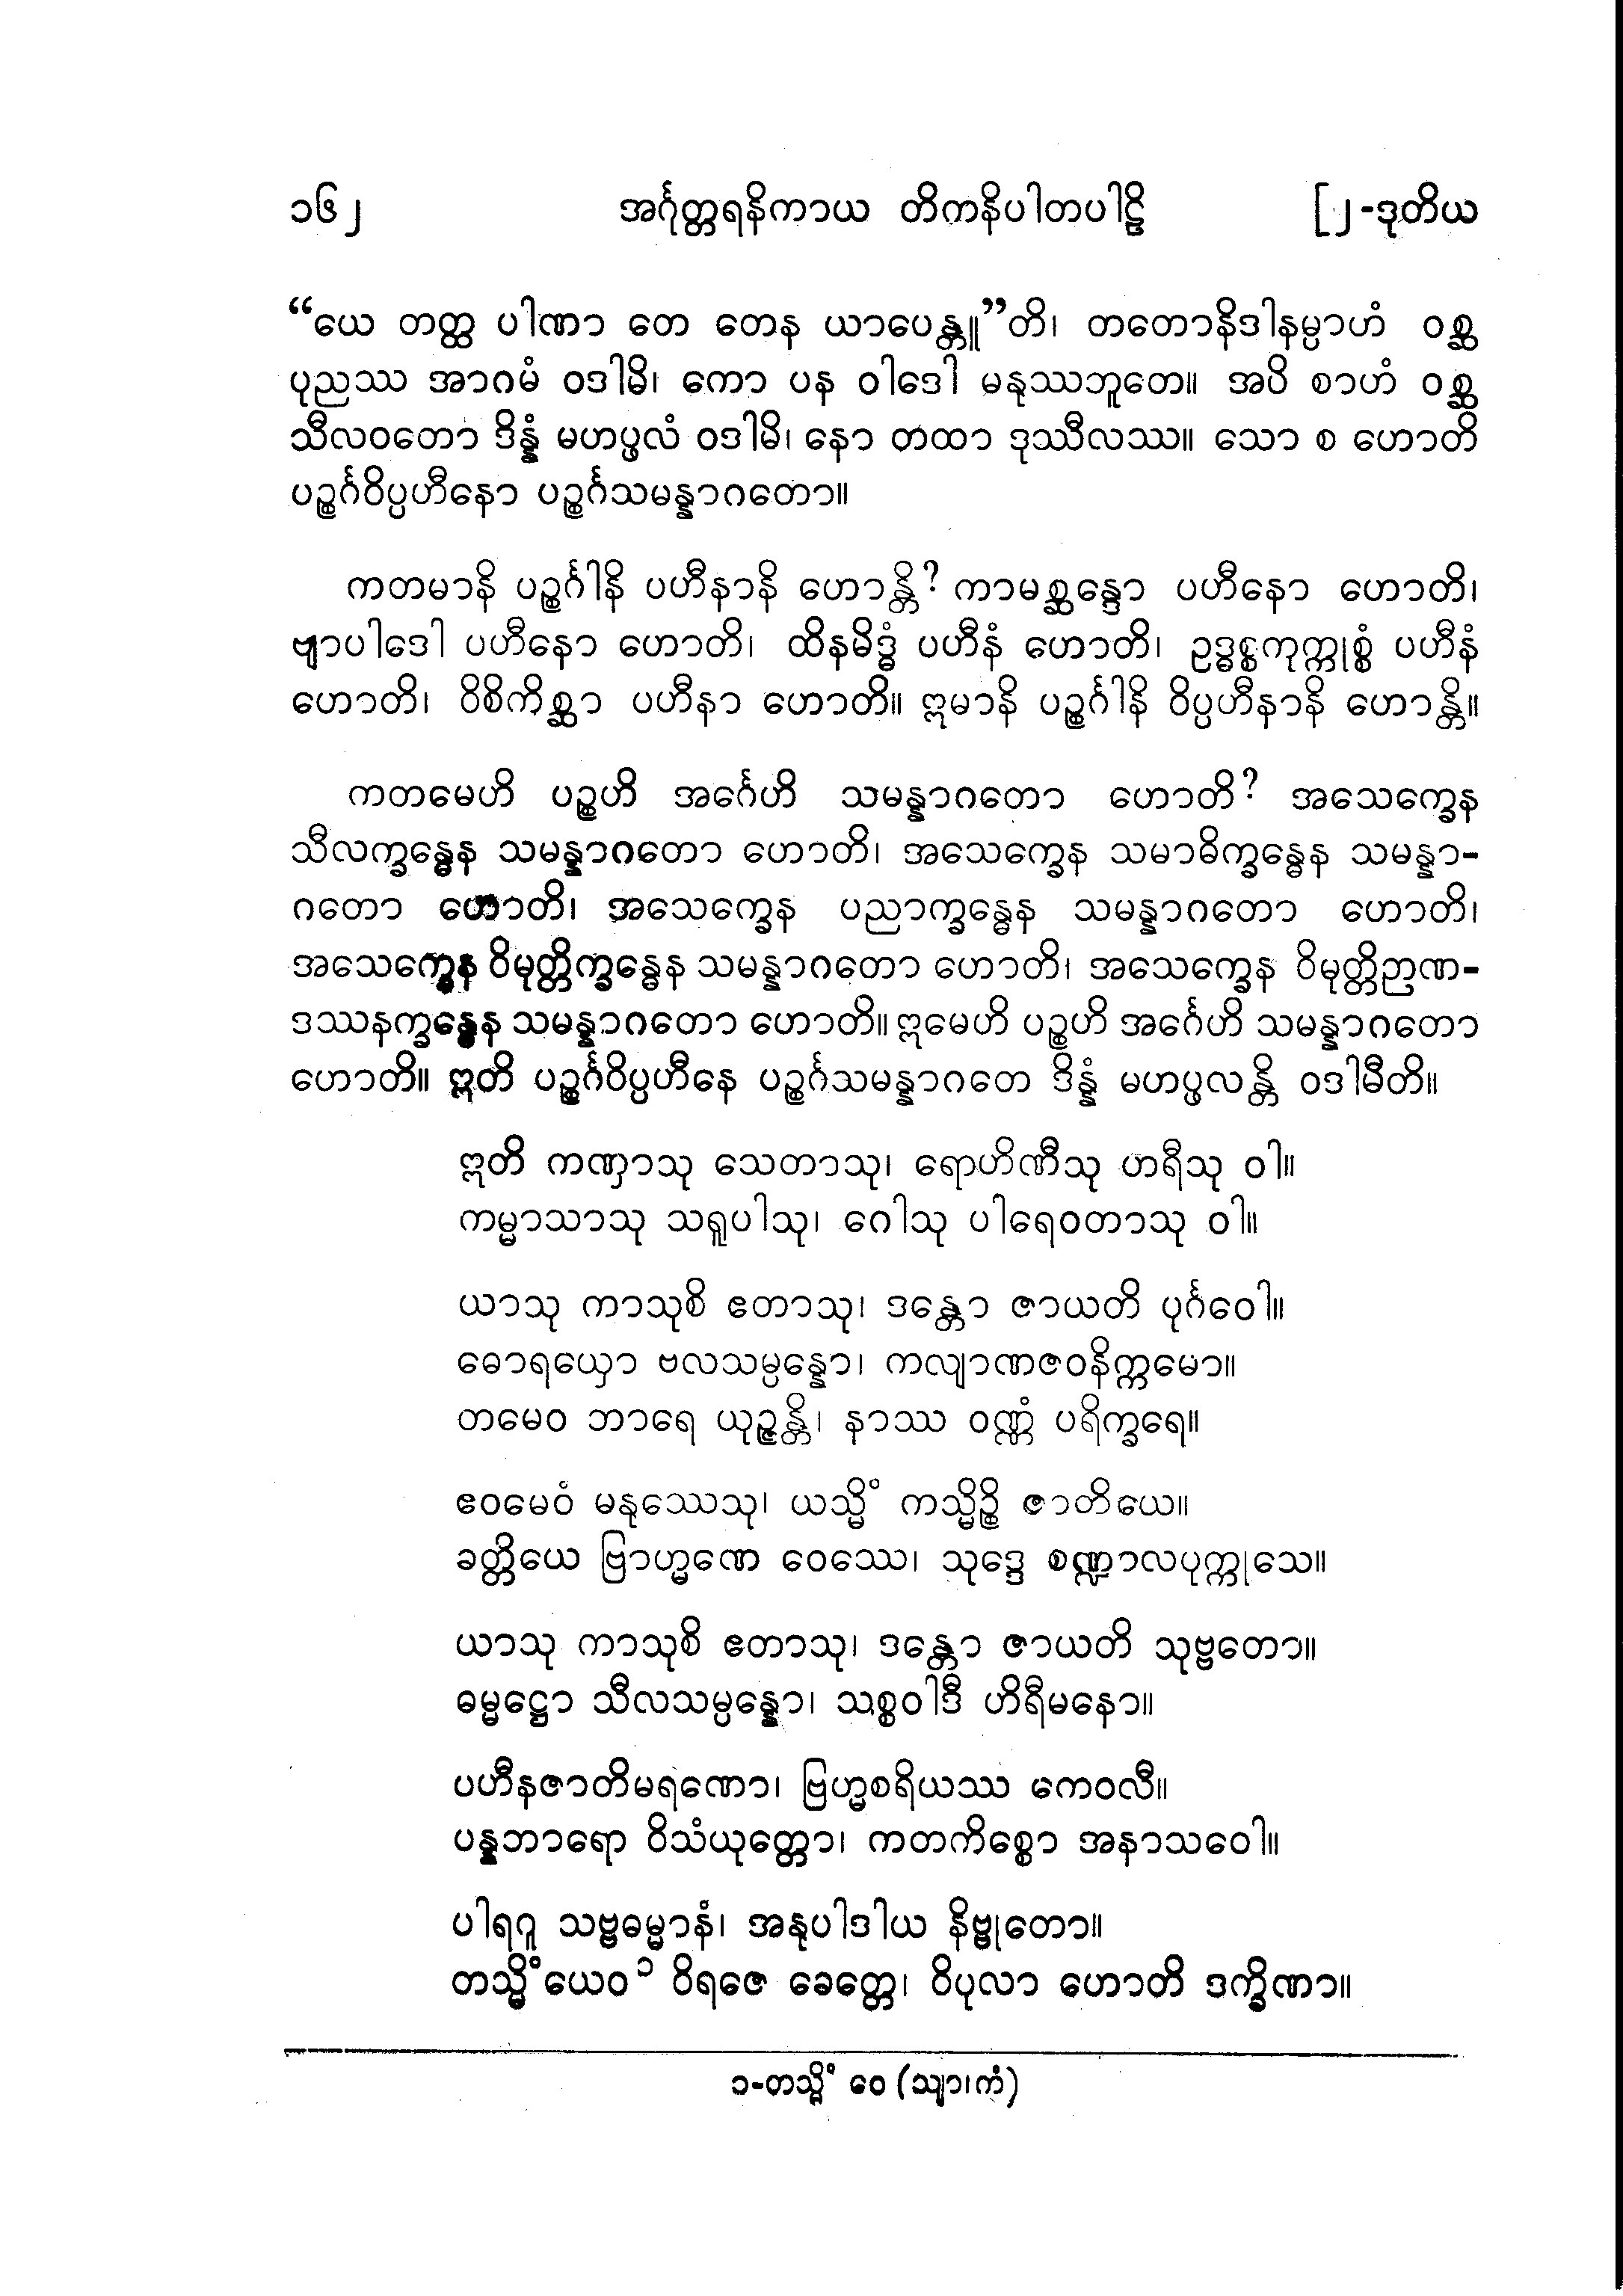 ၁၆၂ အင်္ဂုတ္တရနိကာယ တိကနိပါတပါဠိ [၂-ဒုတိယ
“ယေ တတ္ထ ပါဏာ တေ တေန ယာပေန္တူ”တိ၊ တတောနိဒါနမ္ပာဟံ ဝစ္ဆ
ပုညဿ အာဂမံ ဝဒါမိ၊ ကော ပန ဝါဒေါ မနုဿဘူတေ။ အပိ စာဟံ ဝစ္ဆ
သီလဝတော ဒိန္နံ မဟပ္ဖလံ ဝဒါမိ၊ နော တထာ ဒုဿီလဿ။ သော စ ဟောတိ
ပဉ္စင်္ဂဝိပ္ပဟီနော ပဉ္စင်္ဂသမန္နာဂတော။
ကတမာနိ ပဉ္စင်္ဂါနိ ပဟီနာနိ ဟောန္တိ? ကာမစ္ဆန္ဒော ပဟီနော ဟောတိ၊
ဗျာပါဒေါ ပဟီနော ဟောတိ၊ ထိနမိဒ္ဓံ ပဟီနံ ဟောတိ၊ ဥဒ္ဓစ္စကုက္ကုစ္စံ ပဟီနံ
ဟောတိ၊ ဝိစိကိစ္ဆာ ပဟီနာ ဟောတိ။ ဣမာနိ ပဉ္စင်္ဂါနိ ဝိပ္ပဟီနာနိ ဟောန္တိ။
ကတမေဟိ ပဉ္စဟိ အင်္ဂေဟိ သမန္နာဂတော ဟောတိ? အသေက္ခေန
သီလက္ခန္ဓေန သမန္နာဂတော ဟောတိ၊ အသေက္ခေန သမာဓိက္ခန္ဓေန သမန္နာ-
ဂတော ဟောတိ၊ အသေက္ခေန ပညာက္ခန္ဓေန သမန္နာဂတော ဟောတိ၊
အသေက္ခေန ဝိမုတ္တိက္ခန္ဓေန သမန္နာဂတော ဟောတိ၊ အသေက္ခေန ဝိမုတ္တိဉာဏ-
ဒဿနက္ခန္ဓေန သမန္နာဂတော ဟောတိ။ ဣမေဟိ ပဉ္စဟိ အင်္ဂေဟိ သမန္နာဂတော
ဟောတိ။ ဣတိ ပဉ္စင်္ဂဝိပ္ပဟီနေ ပဉ္စင်္ဂသမန္နာဂတေ ဒိန္နံ မဟပ္ဖလန္တိ ဝဒါမီတိ။
ဣတိ ကဏှာသု သေတာသု၊ ရောဟိဏီသု ဟရီသု ဝါ။
ကမ္မာသာသု သရူပါသု၊ ဂေါသု ပါရေဝတာသု ဝါ။
ယာသု ကာသုစိ ဧတာသု၊ ဒန္တော ဇာယတိ ပုင်္ဂဝေါ။
ဓောရယှော ဗလသမ္ပန္နော၊ ကလျာဏဇဝနိက္ကမော။
တမေဝ ဘာရေ ယုဉ္ဇန္တိ၊ နာဿ ဝဏ္ဏံ ပရိက္ခရေ။
ဧဝမေဝံ မနုဿေသု၊ ယသ္မိံ ကသ္မိဉ္စိ ဇာတိယေ။
ခတ္တိယေ ဗြာဟ္မဏေ ဝေဿေ၊ သုဒ္ဒေ စဏ္ဍာလပုက္ကုသေ။
ယာသု ကာသုစိ ဧတာသု၊ ဒန္တော ဇာယတိ သုဗ္ဗတော။
ဓမ္မဋ္ဌော သီလသမ္ပန္နော၊ သစ္စဝါဒီ ဟိရီမနော။
ပဟီနဇာတိမရဏော၊ ဗြဟ္မစရိယဿ ကေဝလီ။
ပန္နဘာရော ဝိသံယုတ္တော၊ ကတကိစ္စော အနာသဝေါ။
ပါရဂူ သဗ္ဗဓမ္မာနံ၊ အနုပါဒါယ နိဗ္ဗုတော။
တသ္မိံယေဝ ၁ ဝိရဇေ ခေတ္တေ၊ ဝိပုလာ ဟောတိ ဒက္ခိဏာ။
၁-တသ္မိံ ဝေ (သျာ၊ကံ)